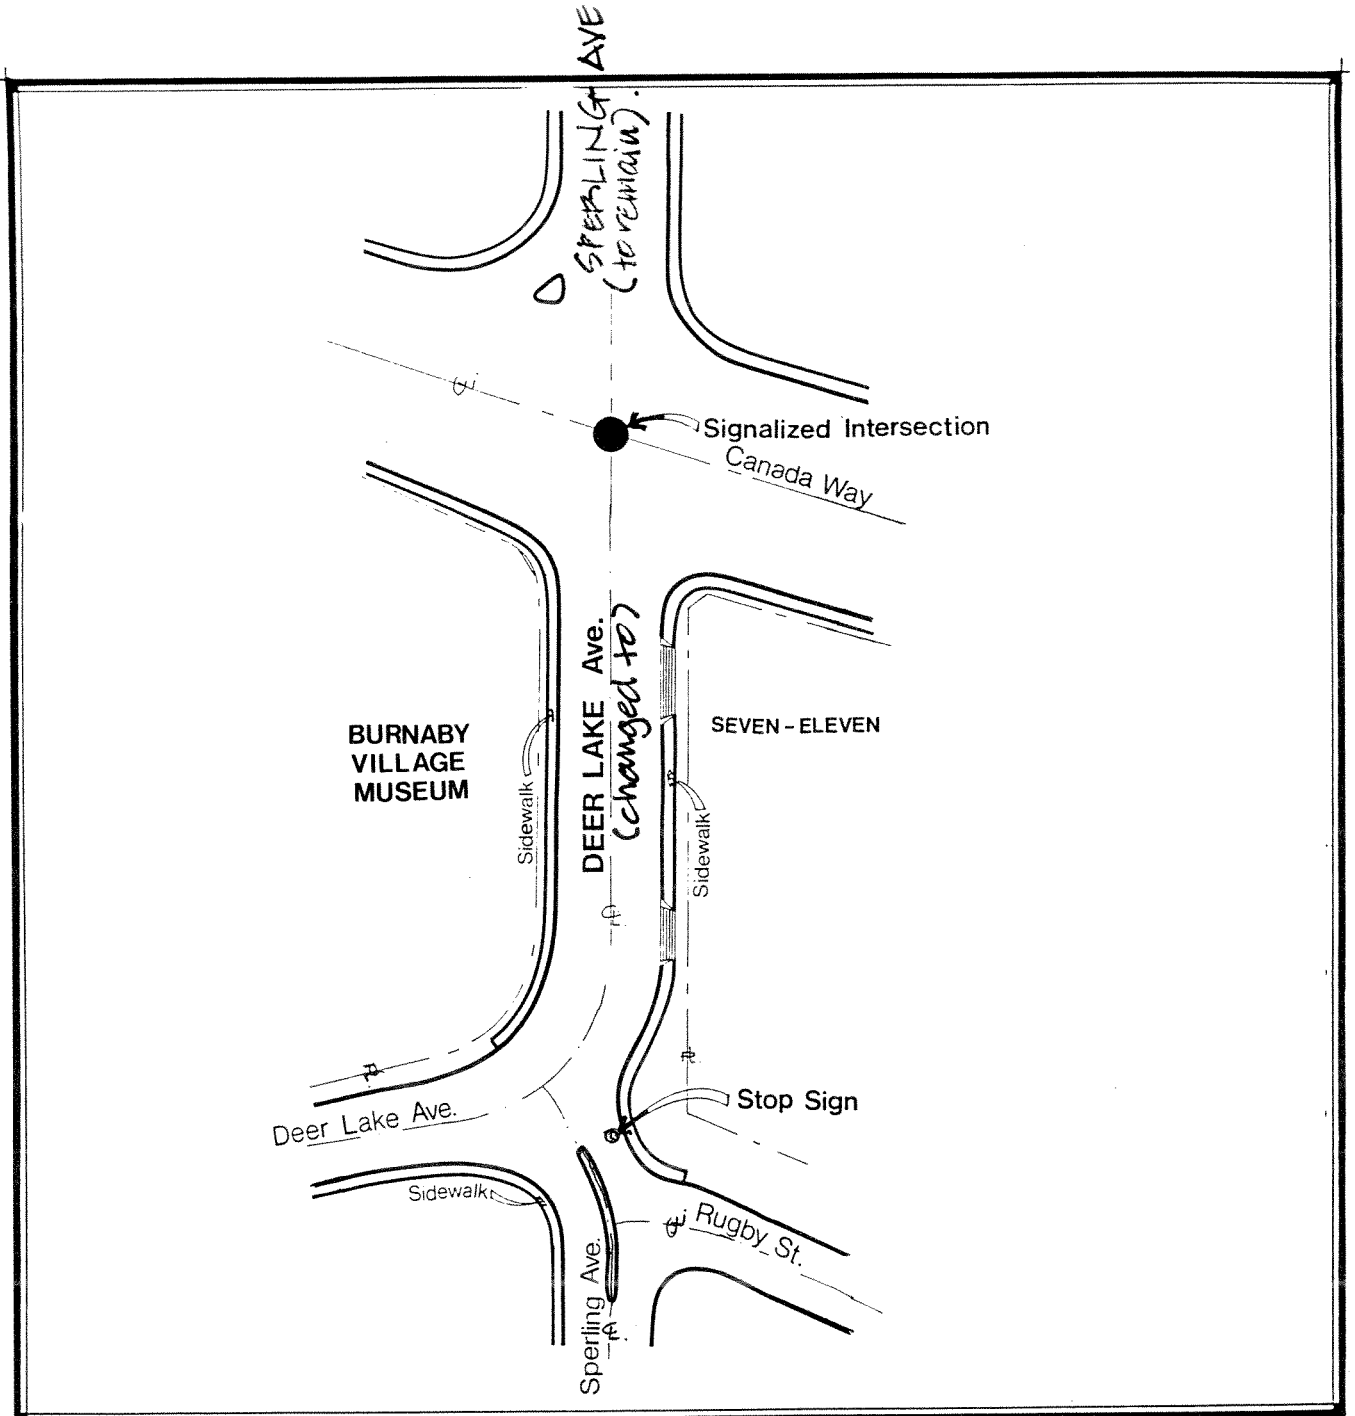 SPERLING AVE
(to remain).
Signalized Intersection
Canada Way
DEER LAKE Ave.
(changed to)
BURNABY
VILLAGE
MUSEUM
SEVEN-ELEVEN
Sidewalk
Sidewalk
Stop Sign
Deer Lake Ave.
Sidewalk
Rugby St.
Sperling Ave.